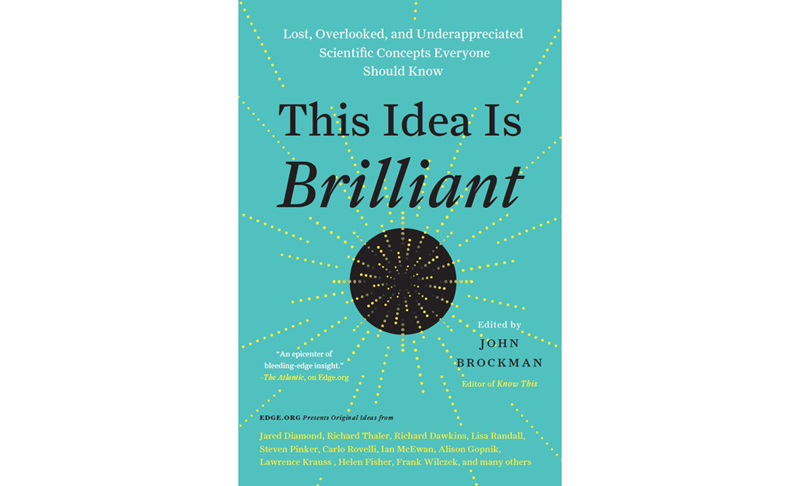 Lost, Overlooked, and Underappreciated
Scientific Concepts Everyone
Should Know
This Idea Is
Brilliant
Edited by
JOHN
BROCKMAN
Editor of Know This
“An epicenter of
bleeding-edge insight.”
–The Atlantic, on Edge.org
EDGE.ORG Presents Original Ideas from
Jared Diamond, Richard Thaler, Richard Dawkins, Lisa Randall,
Steven Pinker, Carlo Rovelli, Ian McEwan, Alison Gopnik,
Lawrence Krauss , Helen Fisher, Frank Wilczek, and many others